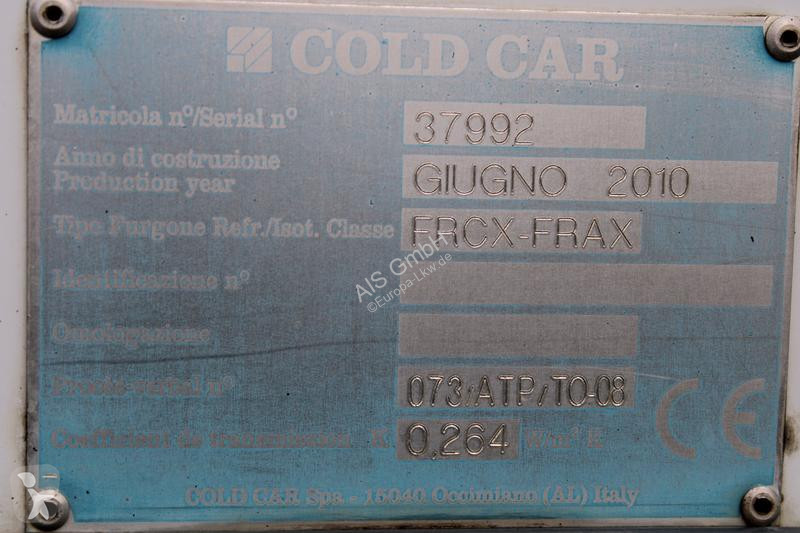 COLD CAR
Matricola n°/Serial n° 37992
Anno di costruzione
Production year GIUGNO 2010
Tipo Furgone Refr./Isot. Classe FRCX-FRAX
Identificazione n°
Omologazione
Proces-verbal n° 073/ATP/TO-08
Coefficient de transmission K 0,264 W/m² K
CE
COLD CAR Spa - 15040 Occimiano (AL) Italy
AIS GmbH
©Europa-Lkw.de